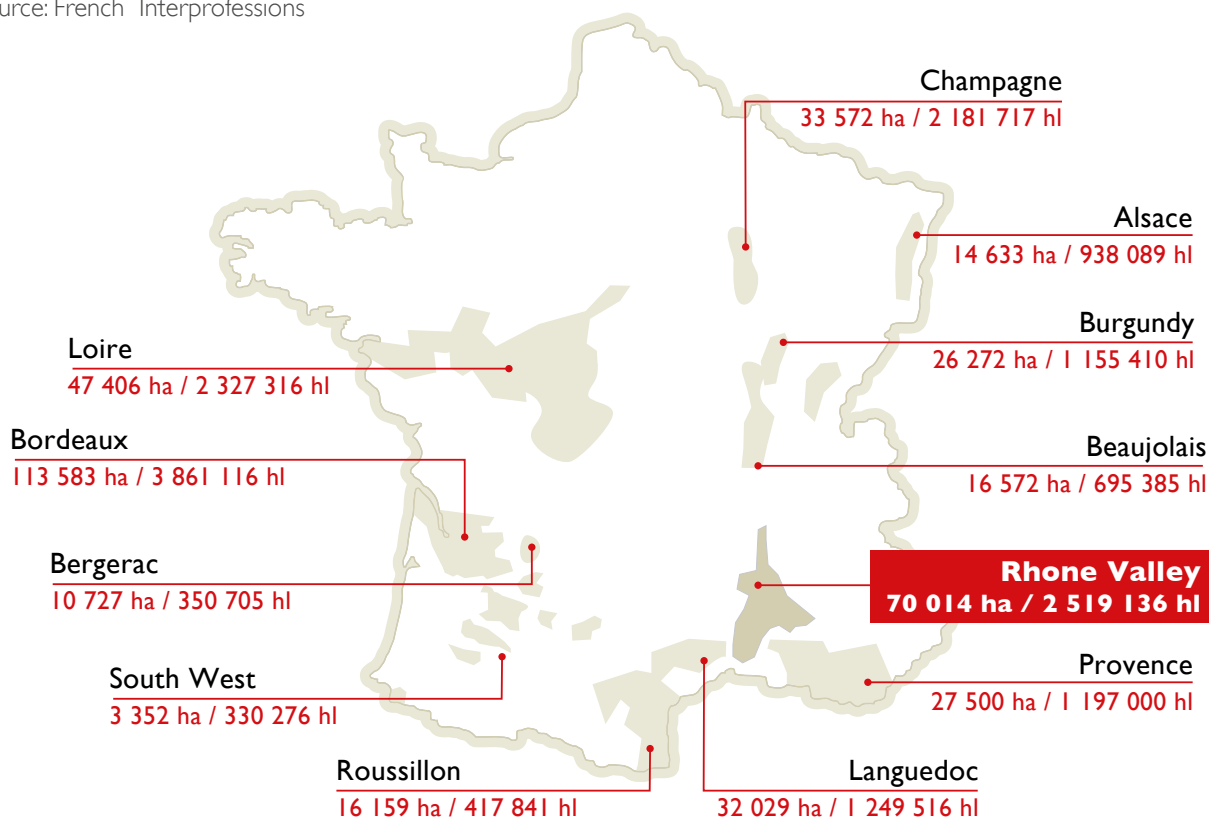 urce: French Interprofessions
Champagne
33 572 ha / 2 181 717 hl
Alsace
14 633 ha / 938 089 hl
Burgundy
26 272 ha / 1 155 410 hl
Loire
47 406 ha / 2 327 316 hl
Bordeaux
113 583 ha / 3 861 116 hl
Beaujolais
16 572 ha / 695 385 hl
Bergerac
10 727 ha / 350 705 hl
Rhone Valley
70 014 ha / 2 519 136 hl
South West
3 352 ha / 330 276 hl
Provence
27 500 ha / 1 197 000 hl
Roussillon
16 159 ha / 417 841 hl
Languedoc
32 029 ha / 1 249 516 hl